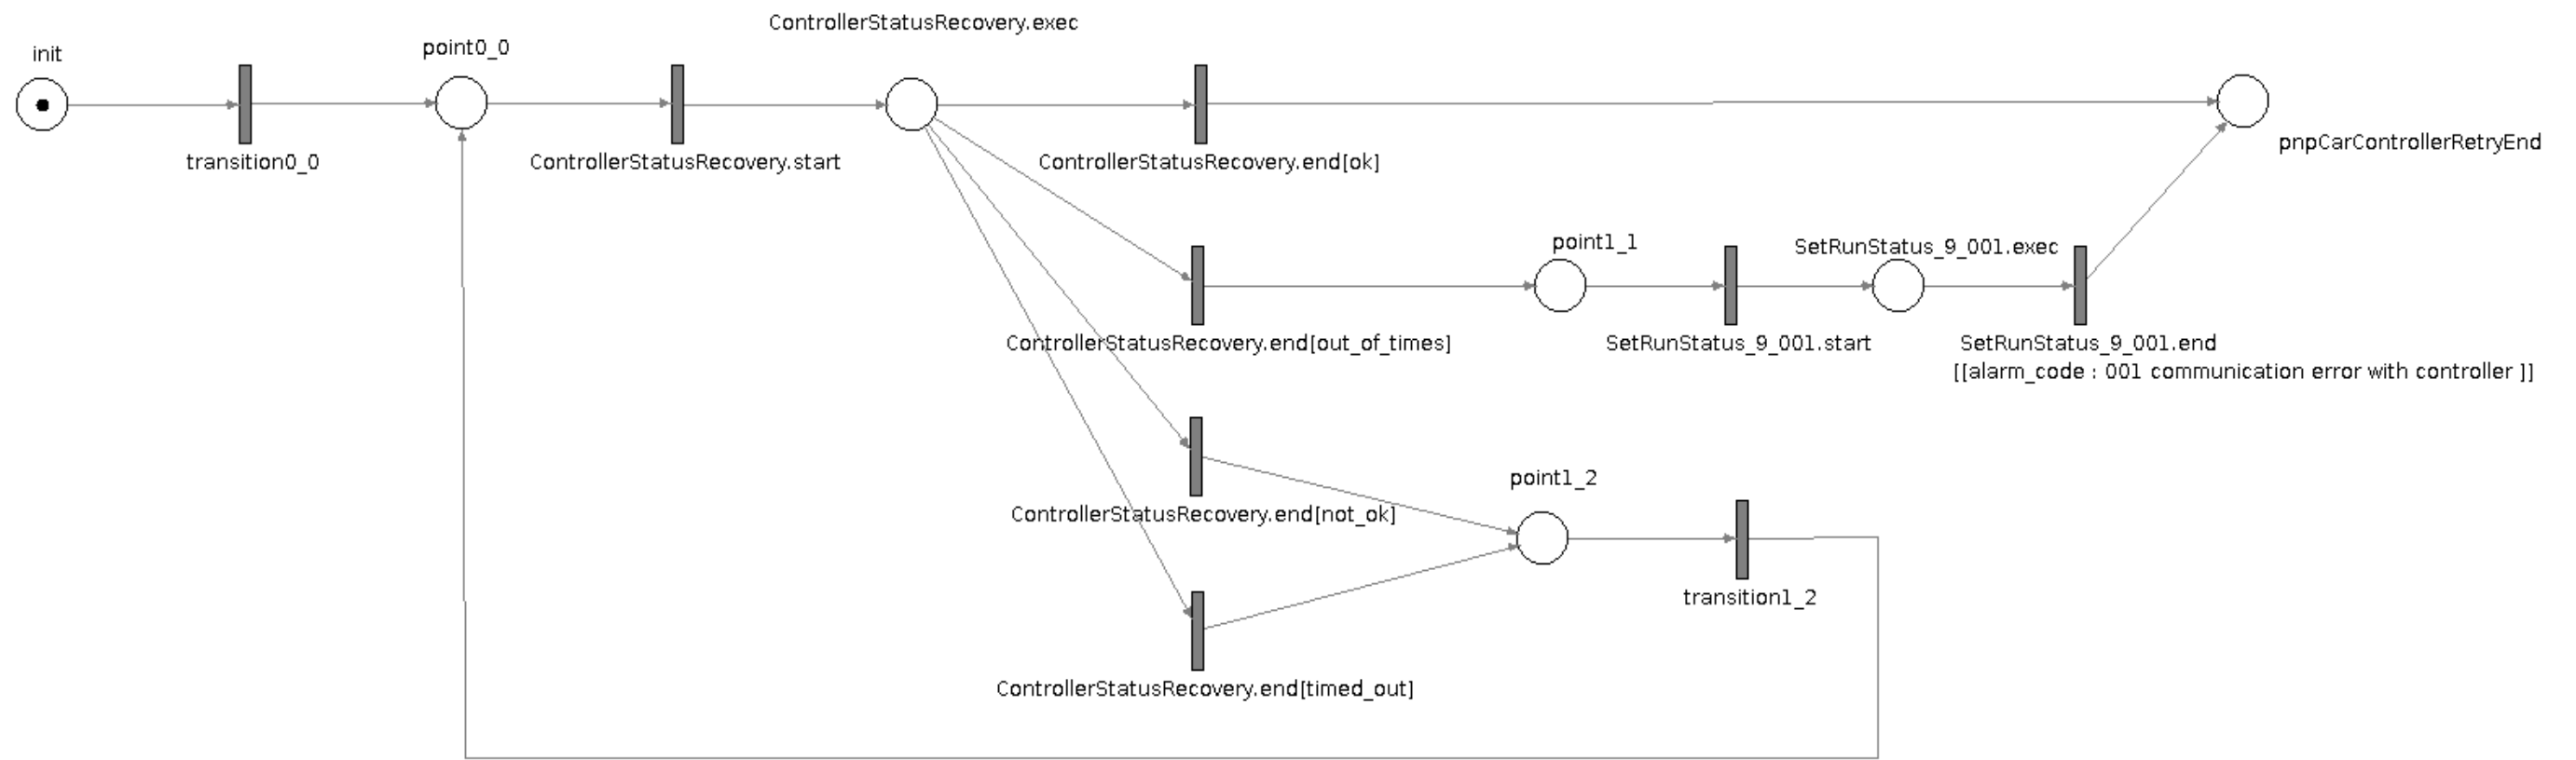 ControllerStatusRecovery.exec
init
point0_0
transition0_0
ControllerStatusRecovery.start
ControllerStatusRecovery.end[ok]
pnpCarControllerRetryEnd
point1_1
SetRunStatus_9_001.exec
ControllerStatusRecovery.end[out_of_times]
SetRunStatus_9_001.start
SetRunStatus_9_001.end
[[alarm_code : 001 communication error with controller ]]
point1_2
ControllerStatusRecovery.end[not_ok]
transition1_2
ControllerStatusRecovery.end[timed_out]